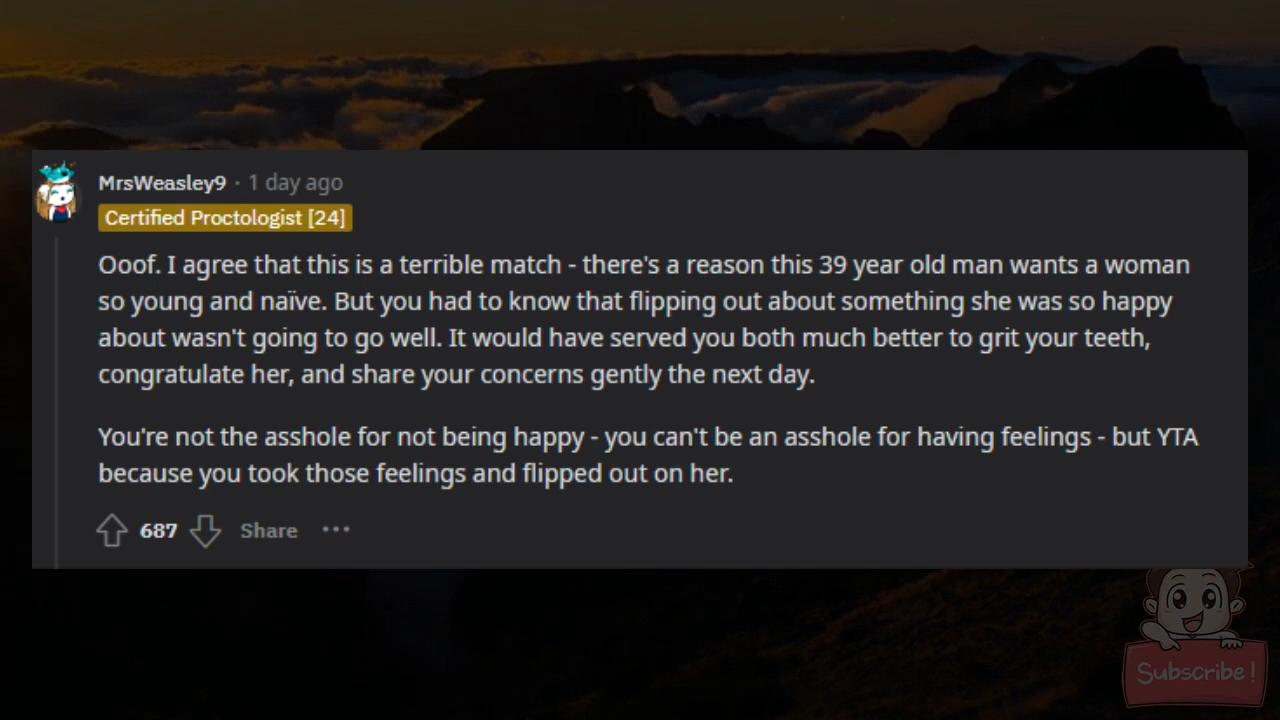 MrsWeasley9 · 1 day ago
Certified Proctologist [24]
Ooof. I agree that this is a terrible match - there's a reason this 39 year old man wants a woman
so young and naïve. But you had to know that flipping out about something she was so happy
about wasn't going to go well. It would have served you both much better to grit your teeth,
congratulate her, and share your concerns gently the next day.
You're not the asshole for not being happy - you can't be an asshole for having feelings - but YTA
because you took those feelings and flipped out on her.
687 Share ···
Subscribe!